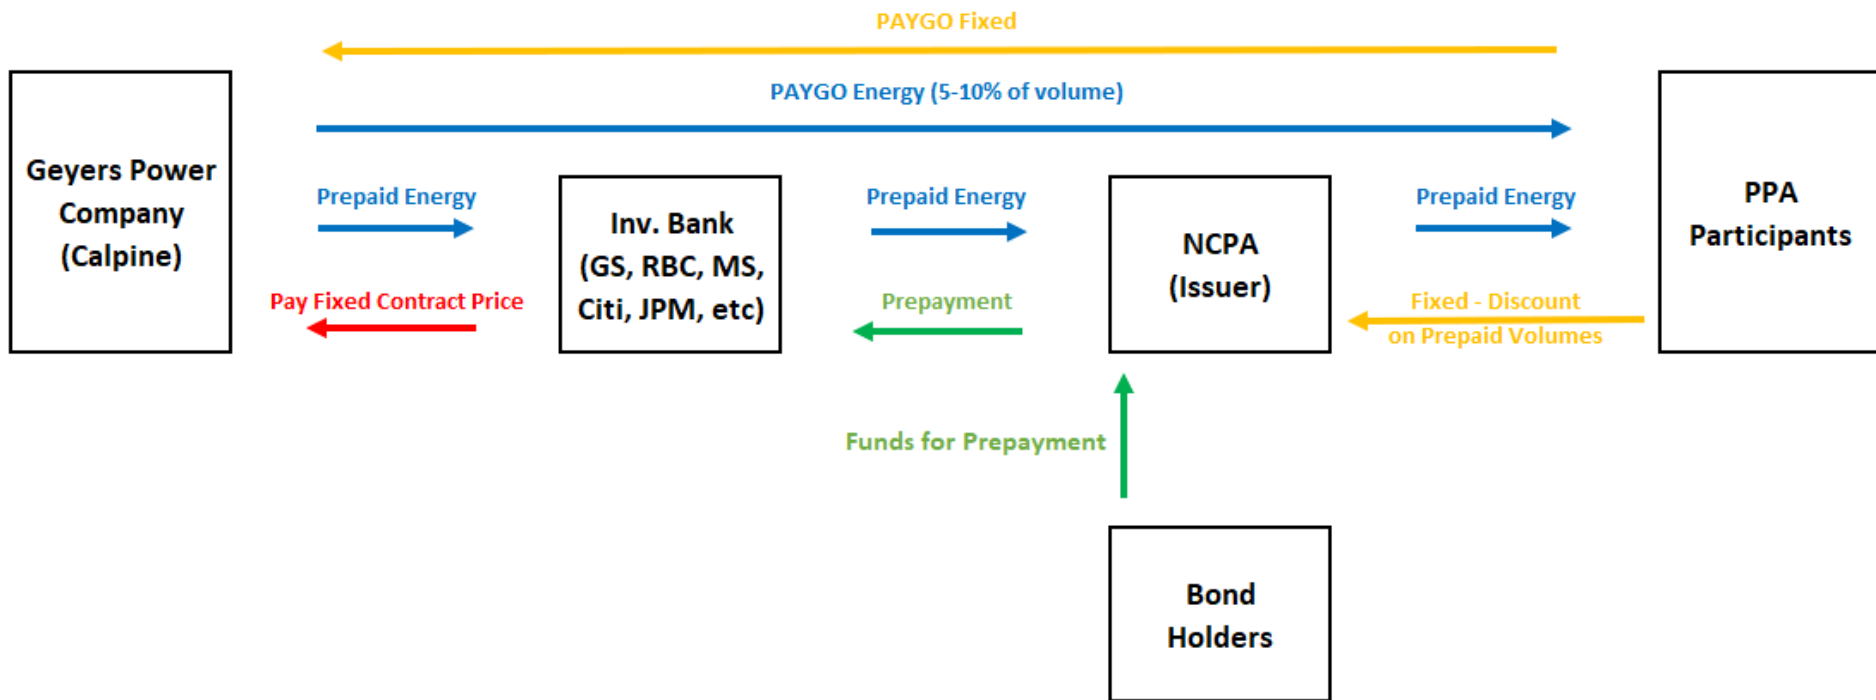 PAYGO Fixed
PAYGO Energy (5-10% of volume)
Geyers Power
Company
(Calpine)
Prepaid Energy
Pay Fixed Contract Price
Inv. Bank
(GS, RBC, MS,
Citi, JPM, etc)
Prepaid Energy
Prepayment
NCPA
(Issuer)
Prepaid Energy
Fixed - Discount
on Prepaid Volumes
PPA
Participants
Funds for Prepayment
Bond
Holders